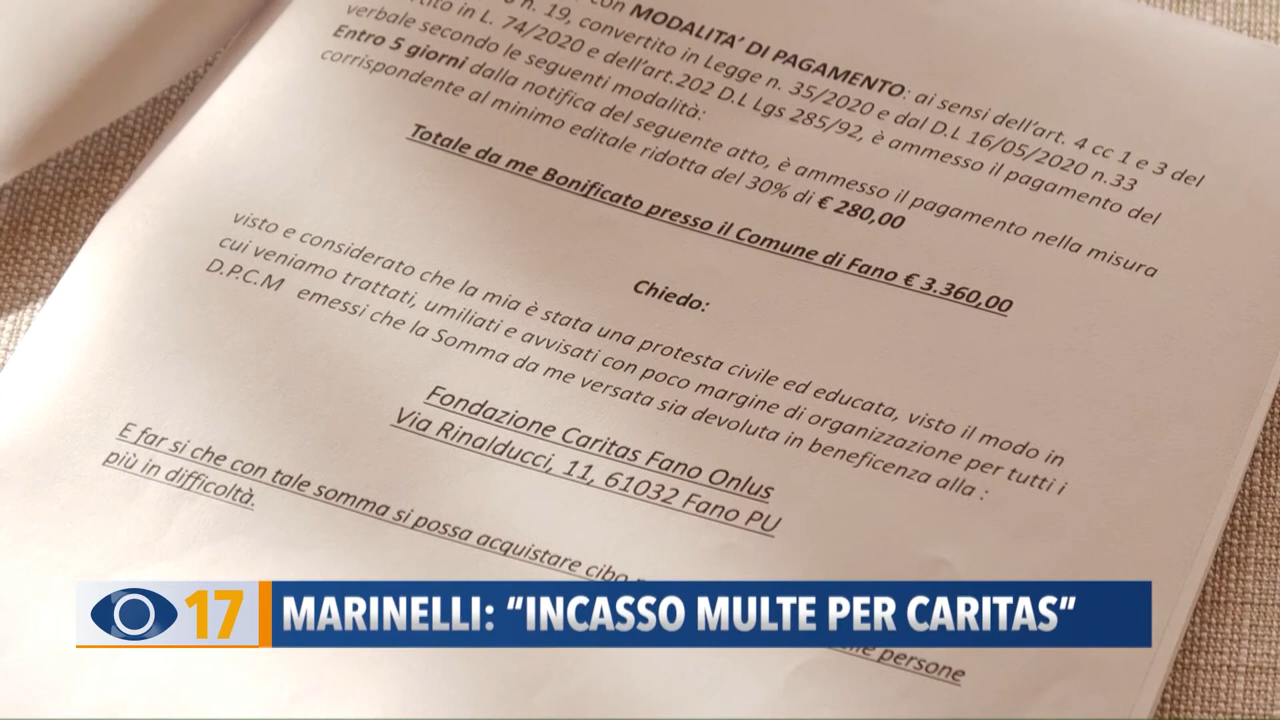 con MODALITA' DI PAGAMENTO: ai sensi dell'art. 4 cc 1 e 3 del
n. 19, convertito in Legge n. 35/2020 e dal D.L 16/05/2020 n.33
in L. 74/2020 e dell'art.202 D.L Lgs 285/92, è ammesso il pagamento del
verbale secondo le seguenti modalità:
Entro 5 giorni dalla notifica del seguente atto, è ammesso il pagamento nella misura
corrispondente al minimo editale ridotta del 30% di € 280,00
Totale da me Bonificato presso il Comune di Fano € 3.360,00
Chiedo:
visto e considerato che la mia è stata una protesta civile ed educata, visto il modo in
cui veniamo trattati, umiliati e avvisati con poco margine di organizzazione per tutti i
D.P.C.M emessi che la Somma da me versata sia devoluta in beneficenza alla :
Fondazione Caritas Fano Onlus
Via Rinalducci, 11, 61032 Fano PU
E far si che con tale somma si possa acquistare cibo
persone
più in difficoltà.
17
MARINELLI: “INCASSO MULTE PER CARITAS”